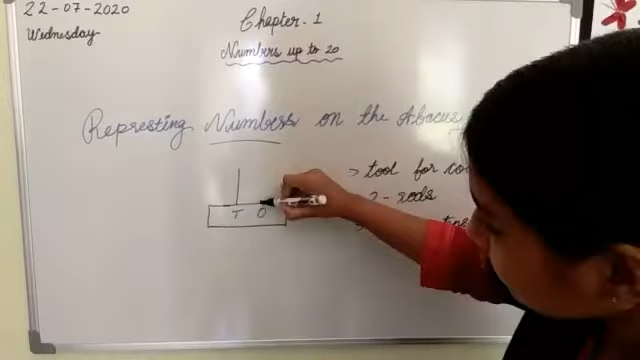 22-07-2020
Wednesday
Chapter. 1
Numbers up to 20
Represting Numbers on the Abacus
> tool for
2 - rods
T O